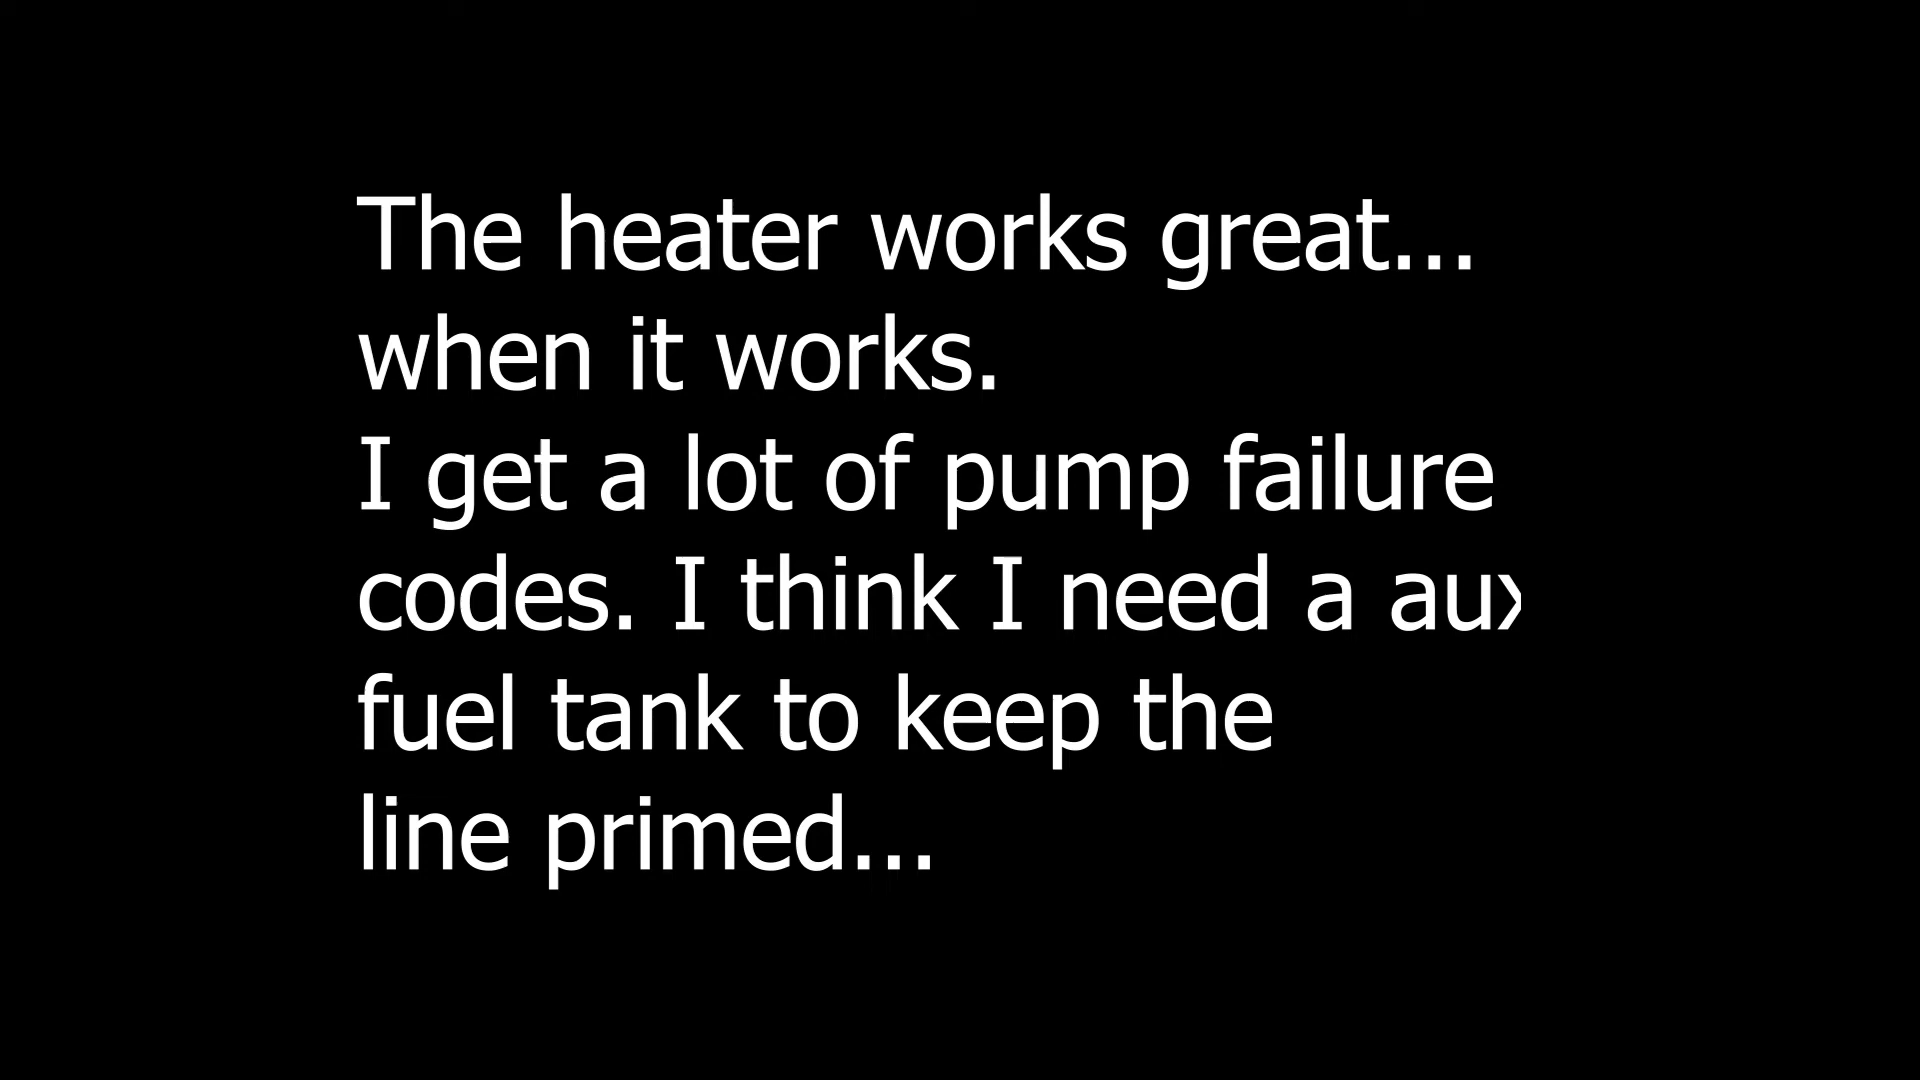 The heater works great...
when it works.
I get a lot of pump failure
codes. I think I need a aux
fuel tank to keep the
line primed...